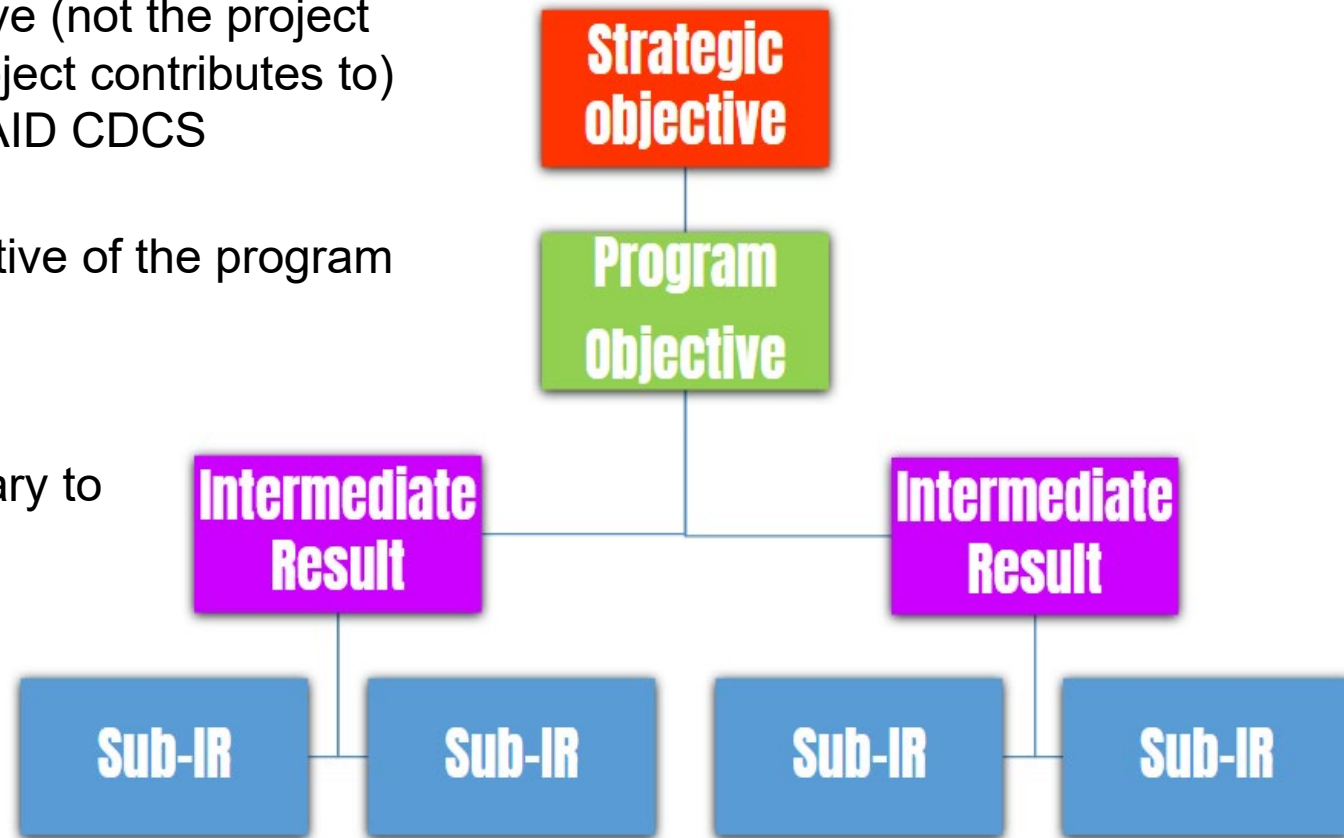 ve (not the project
ject contributes to)
AID CDCS
tive of the program
ary to
Strategic
objective
Program
Objective
Intermediate
Result
Intermediate
Result
Sub-IR
Sub-IR
Sub-IR
Sub-IR